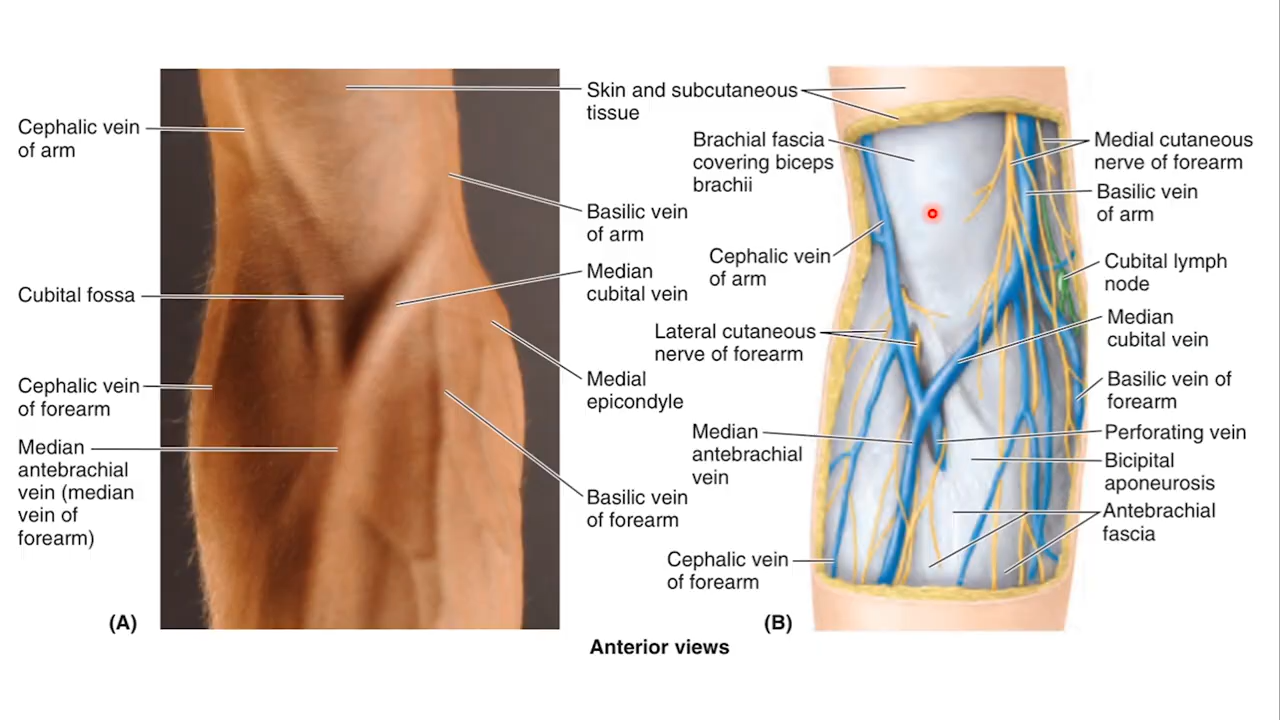 Cephalic vein
of arm
Cubital fossa
Cephalic vein
of forearm
Median
antebrachial
vein (median
vein of
forearm)
(A)
Skin and subcutaneous
tissue
Basilic vein
of arm
Median
cubital vein
Medial
epicondyle
Basilic vein
of forearm
Brachial fascia
covering biceps
brachii
Cephalic vein
of arm
Lateral cutaneous
nerve of forearm
Median
antebrachial
vein
Cephalic vein
of forearm
(B)
Medial cutaneous
nerve of forearm
Basilic vein
of arm
Cubital lymph
node
Median
cubital vein
Basilic vein of
forearm
Perforating vein
Bicipital
aponeurosis
Antebrachial
fascia
Anterior views